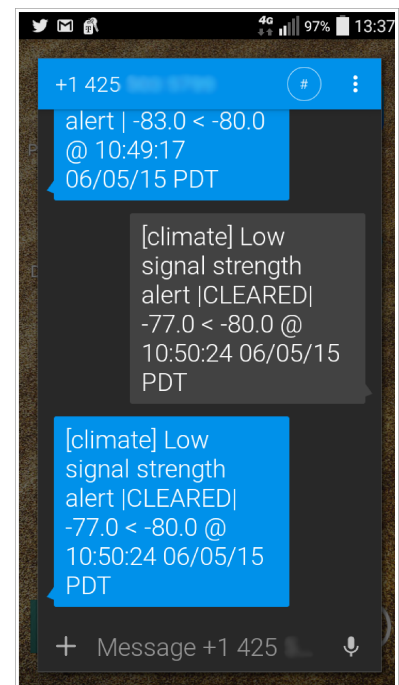 4G 97% 13:37
+1 425
#
alert | -83.0 < -80.0
@ 10:49:17
06/05/15 PDT
[climate] Low
signal strength
alert |CLEARED|
-77.0 < -80.0 @
10:50:24 06/05/15
PDT
[climate] Low
signal strength
alert |CLEARED|
-77.0 < -80.0 @
10:50:24 06/05/15
PDT
+ Message +1 425